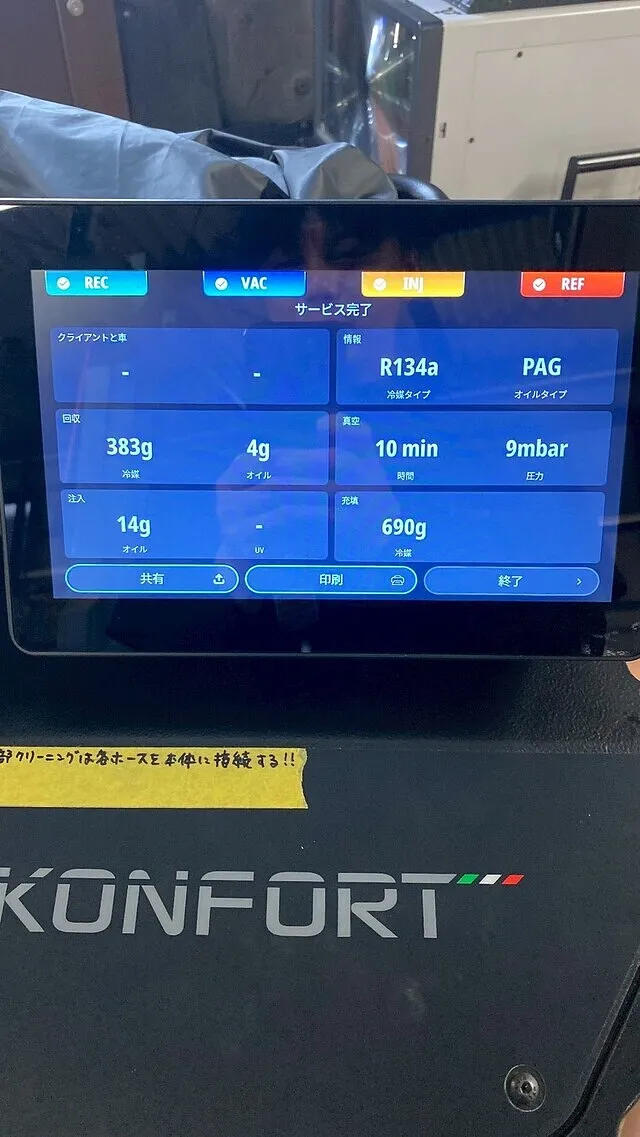 REC VAC INJ REF
サービス完了
クライアントと車
- -
情報
R134a PAG
冷媒タイプ オイルタイプ
回収
383g 4g
冷媒 オイル
真空
10 min 9mbar
時間 圧力
注入
14g -
オイル UV
充填
690g
冷媒
共有 印刷 終了
部クリーニングは各ホースを本体に接続する!!
KONFORT